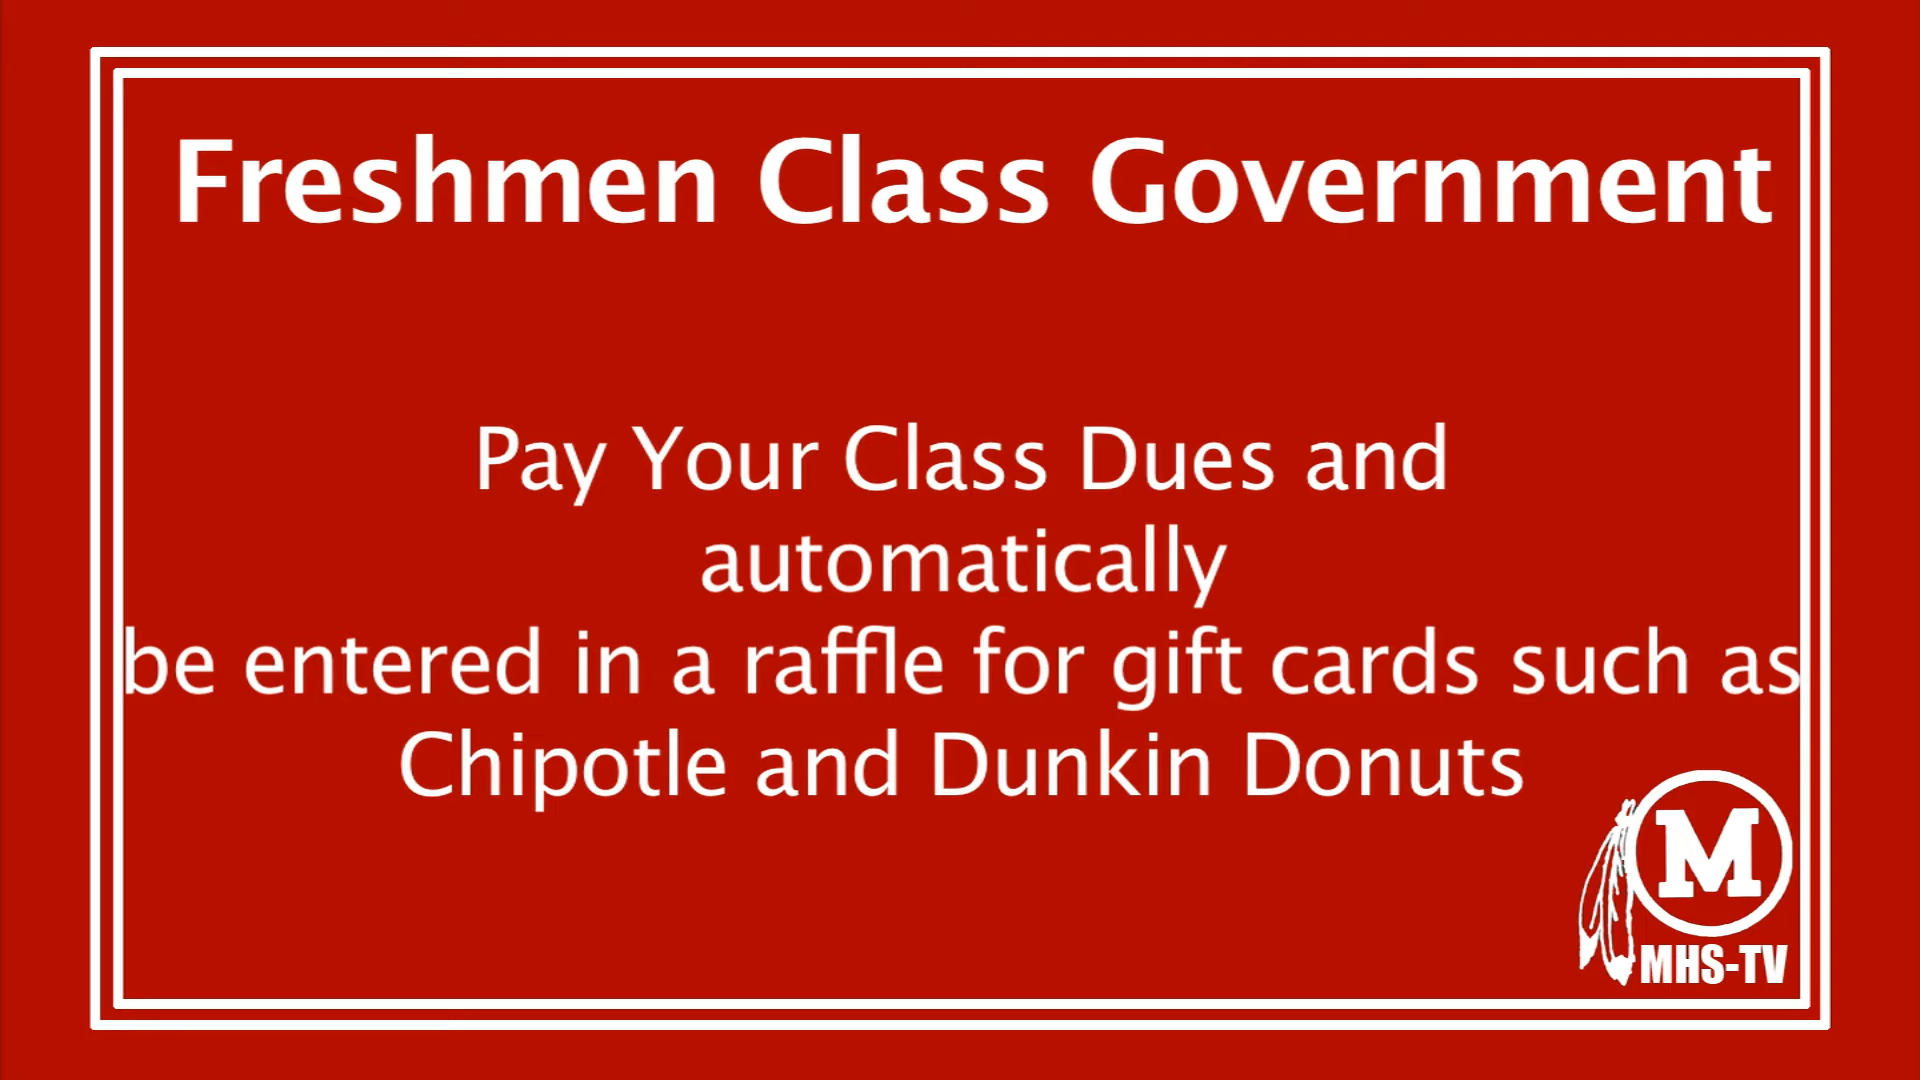 Freshmen Class Government
Pay Your Class Dues and
automatically
be entered in a raffle for gift cards such as
Chipotle and Dunkin Donuts
M
MHS-TV